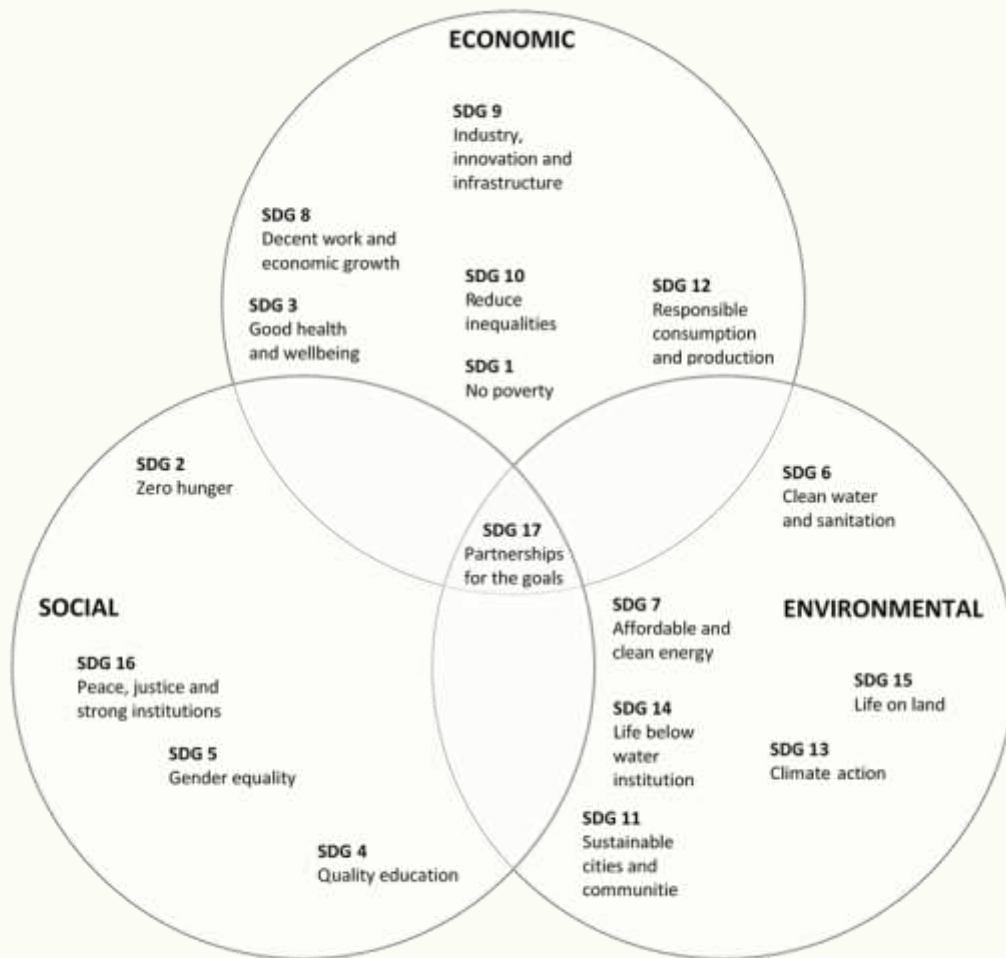 ECONOMIC
SDG 9
Industry,
innovation and
infrastructure
SDG 8
Decent work and
economic growth
SDG 10
Reduce
inequalities
SDG 12
Responsible
consumption
and production
SDG 3
Good health
and wellbeing
SDG 1
No poverty
SDG 2
Zero hunger
SDG 6
Clean water
and sanitation
SDG 17
Partnerships
for the goals
SOCIAL
SDG 7
Affordable and
clean energy
ENVIRONMENTAL
SDG 16
Peace, justice and
strong institutions
SDG 15
Life on land
SDG 14
Life below
water
institution
SDG 5
Gender equality
SDG 13
Climate action
SDG 11
Sustainable
cities and
communitie
SDG 4
Quality education